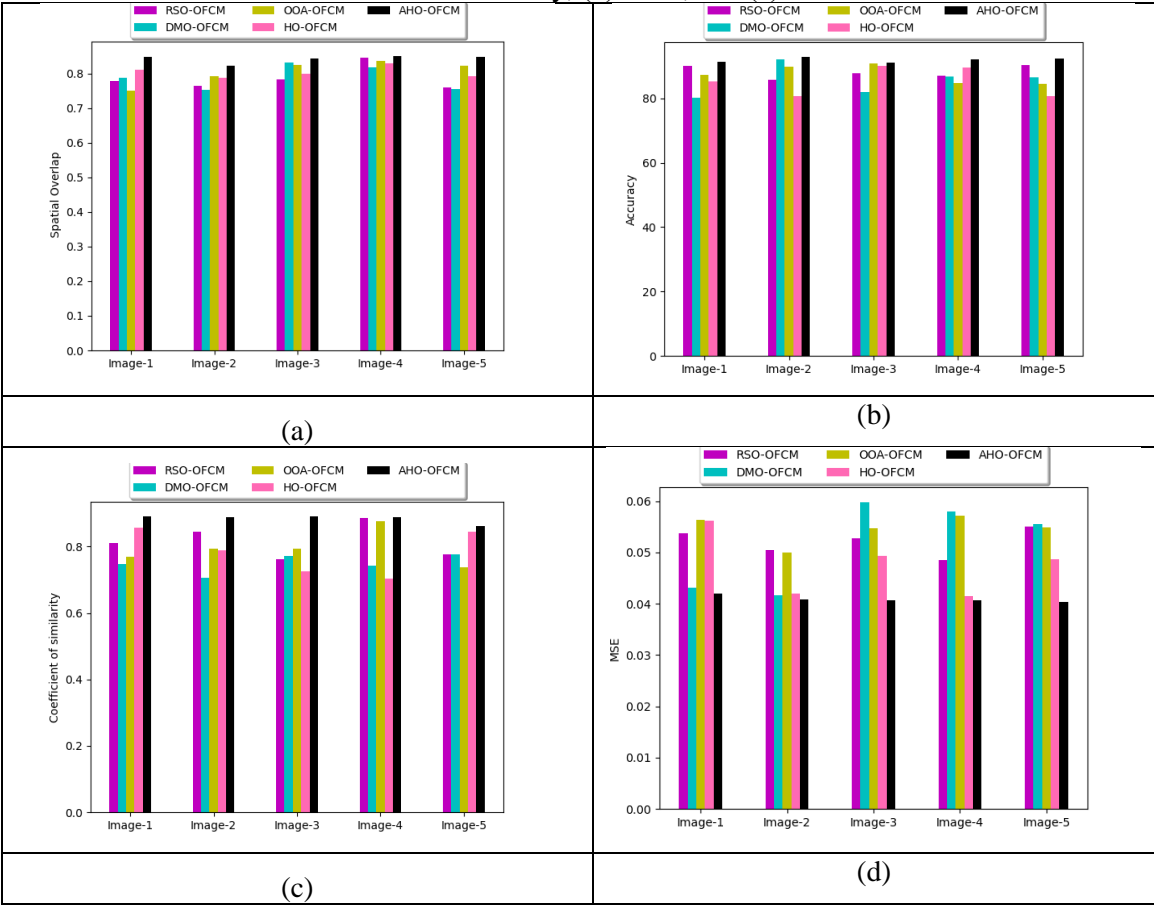 RSO-OFCM OOA-OFCM AHO-OFCM
DMO-OFCM HO-OFCM
Spatial Overlap
0.8
0.7
0.6
0.5
0.4
0.3
0.2
0.1
0.0
Image-1 Image-2 Image-3 Image-4 Image-5
(a)
RSO-OFCM OOA-OFCM AHO-OFCM
DMO-OFCM HO-OFCM
Accuracy
80
60
40
20
0
Image-1 Image-2 Image-3 Image-4 Image-5
(b)
RSO-OFCM OOA-OFCM AHO-OFCM
DMO-OFCM HO-OFCM
Coefficient of similarity
0.8
0.6
0.4
0.2
0.0
Image-1 Image-2 Image-3 Image-4 Image-5
(c)
RSO-OFCM OOA-OFCM AHO-OFCM
DMO-OFCM HO-OFCM
MSE
0.06
0.05
0.04
0.03
0.02
0.01
0.00
Image-1 Image-2 Image-3 Image-4 Image-5
(d)